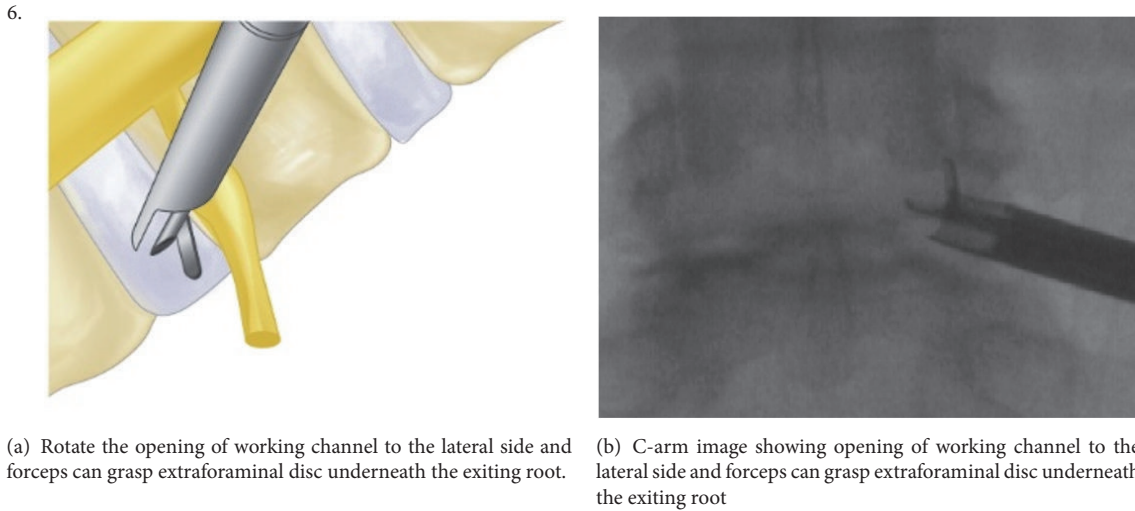 6.
(a) Rotate the opening of working channel to the lateral side and
forceps can grasp extraforaminal disc underneath the exiting root.
(b) C-arm image showing opening of working channel to the
lateral side and forceps can grasp extraforaminal disc underneath
the exiting root